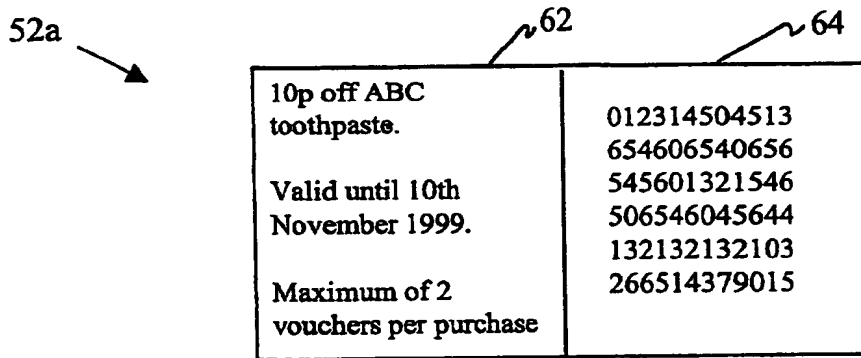 52a
62
64
10p off ABC
toothpaste.
Valid until 10th
November 1999.
Maximum of 2
vouchers per purchase
012314504513
654606540656
545601321546
506546045644
132132132103
266514379015